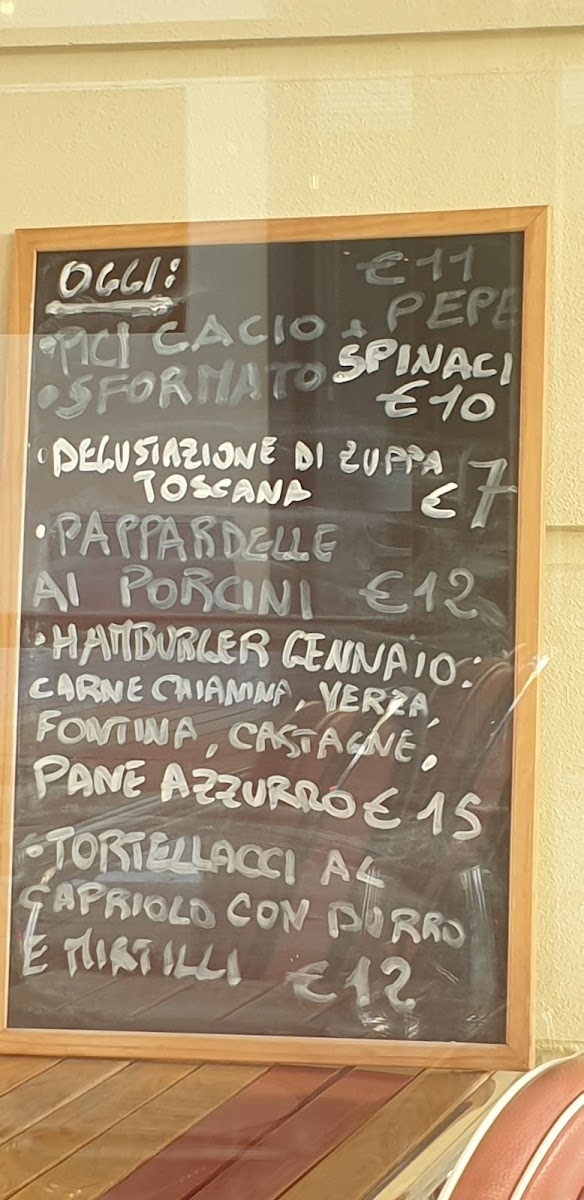 OGGI:
€11
• PICI CACIO + PEPE
• SFORMATO SPINACI
€10
• DEGUSTAZIONE DI ZUPPA
TOSCANA €7
• PAPPARDELLE
AI PORCINI €12
• HAMBURGER GENNAIO:
CARNE CHIANINA, VERZA,
FONTINA, CASTAGNE,
PANE AZZURRO €15
• TORTELLACCI AL
CAPRIOLO CON BURRO
E MIRTILLI €12